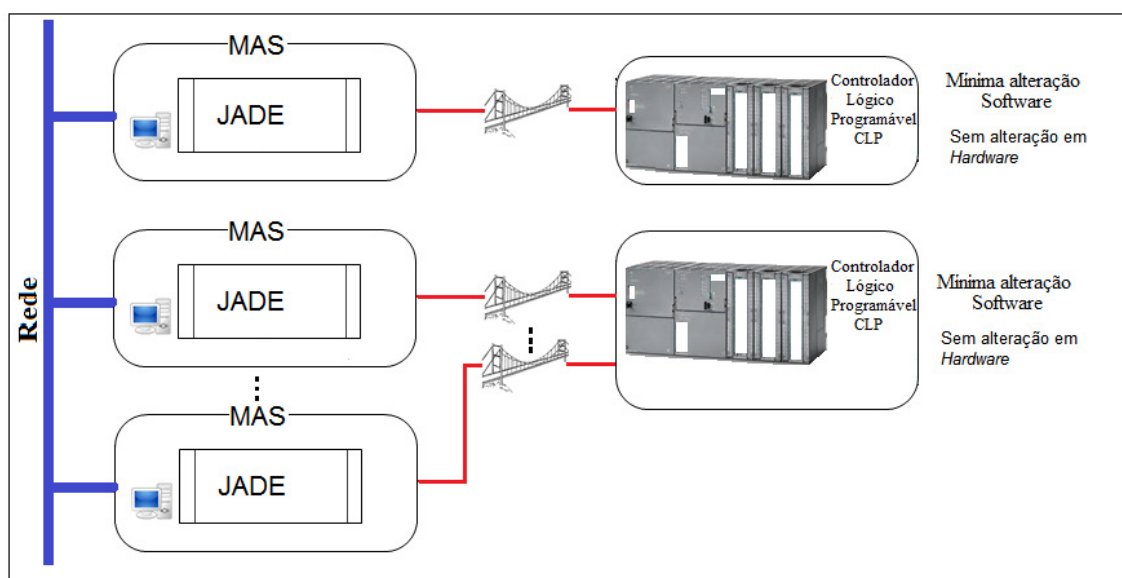 Rede
MAS
JADE
Controlador
Lógico
Programável
CLP
Mínima alteração
Software
Sem alteração em
Hardware
MAS
JADE
Controlador
Lógico
Programável
CLP
Mínima alteração
Software
Sem alteração em
Hardware
MAS
JADE